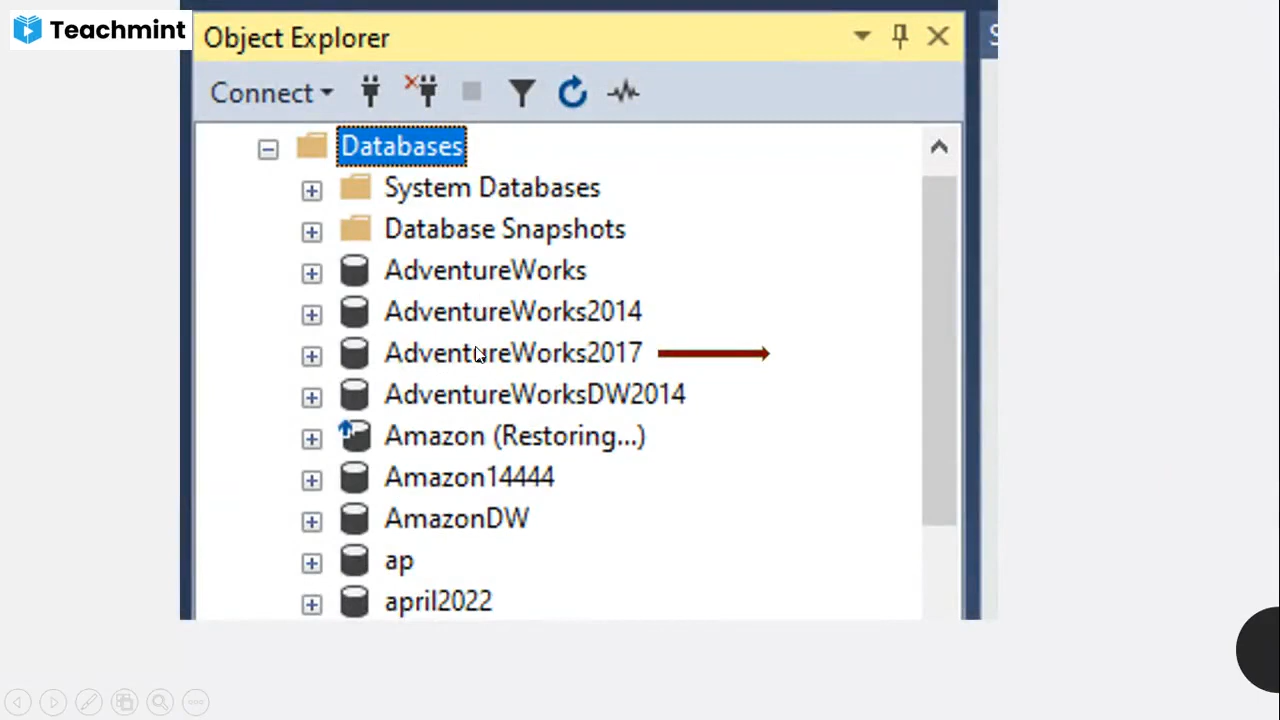 Teachmint
Object Explorer
Connect
Databases
System Databases
Database Snapshots
AdventureWorks
AdventureWorks2014
AdventureWorks2017
AdventureWorksDW2014
Amazon (Restoring...)
Amazon14444
AmazonDW
ap
april2022